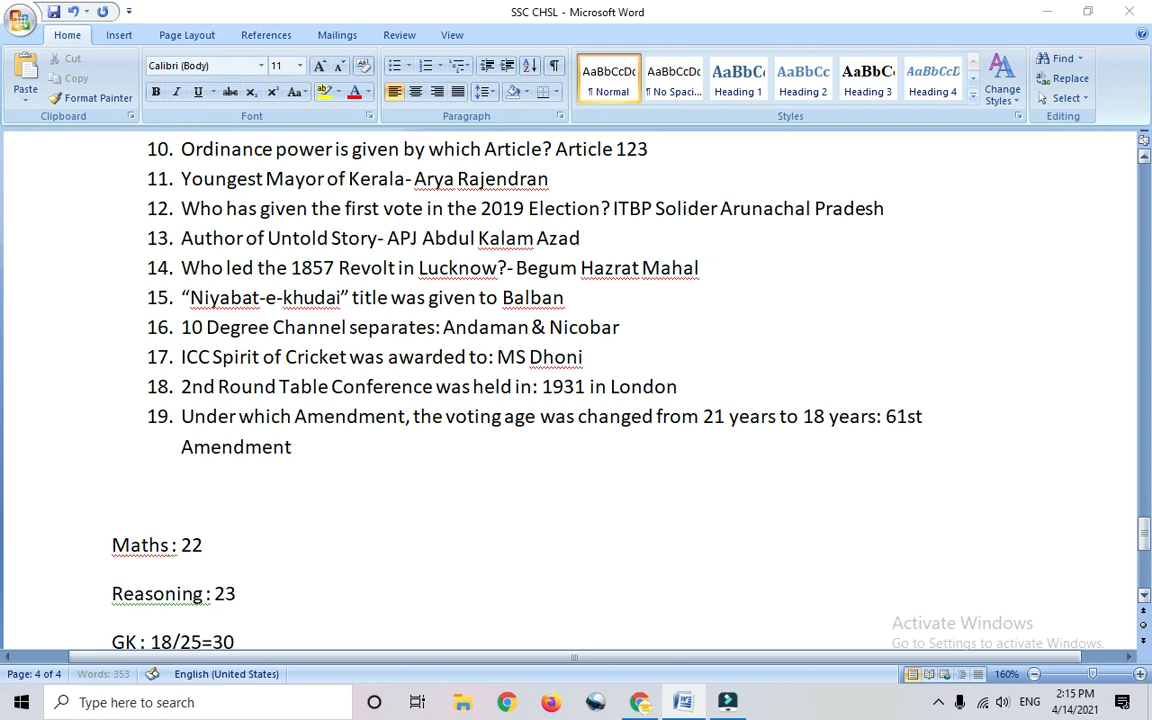 SSC CHSL - Microsoft Word
Home Insert Page Layout References Mailings Review View
Paste
Cut
Copy
Format Painter
Clipboard
Calibri (Body) 11
Font
Paragraph
AaBbCcDc AaBbCcDc AaBbC AaBbCc AaBbCc AaBbCcD
¶ Normal ¶ No Spaci... Heading 1 Heading 2 Heading 3 Heading 4
Change Styles
Styles
Find
Replace
Select
Editing
10. Ordinance power is given by which Article? Article 123
11. Youngest Mayor of Kerala- Arya Rajendran
12. Who has given the first vote in the 2019 Election? ITBP Solider Arunachal Pradesh
13. Author of Untold Story- APJ Abdul Kalam Azad
14. Who led the 1857 Revolt in Lucknow?- Begum Hazrat Mahal
15. “Niyabat-e-khudai” title was given to Balban
16. 10 Degree Channel separates: Andaman & Nicobar
17. ICC Spirit of Cricket was awarded to: MS Dhoni
18. 2nd Round Table Conference was held in: 1931 in London
19. Under which Amendment, the voting age was changed from 21 years to 18 years: 61st
Amendment
Maths : 22
Reasoning : 23
GK : 18/25=30
Activate Windows
Go to Settings to activate Windows.
Page: 4 of 4 Words: 353 English (United States) 160%
Type here to search
ENG
2:15 PM
4/14/2021